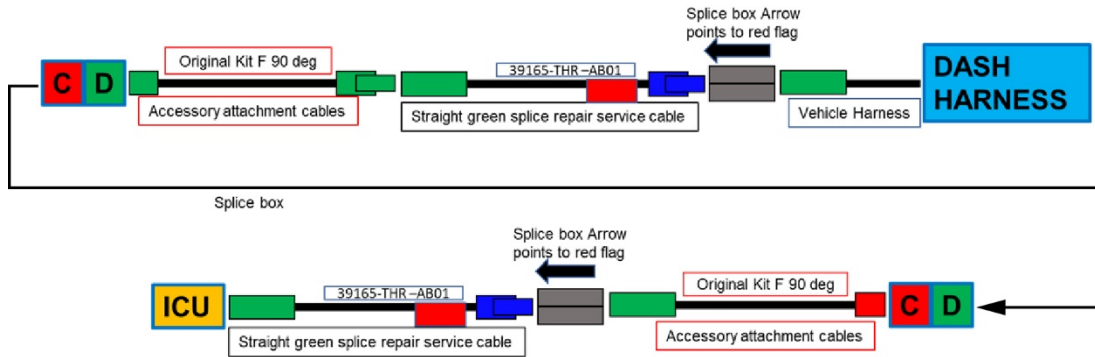 Splice box Arrow
points to red flag
Original Kit F 90 deg
39165-THR –AB01
C D
DASH
HARNESS
Accessory attachment cables
Straight green splice repair service cable
Vehicle Harness
Splice box
Splice box Arrow
points to red flag
39165-THR –AB01
Original Kit F 90 deg
ICU
C D
Straight green splice repair service cable
Accessory attachment cables